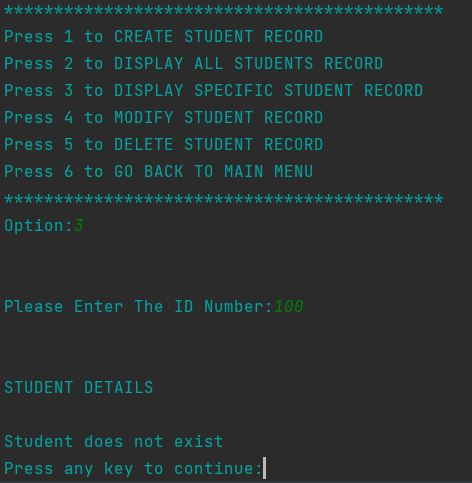 ********************************************
Press 1 to CREATE STUDENT RECORD
Press 2 to DISPLAY ALL STUDENTS RECORD
Press 3 to DISPLAY SPECIFIC STUDENT RECORD
Press 4 to MODIFY STUDENT RECORD
Press 5 to DELETE STUDENT RECORD
Press 6 to GO BACK TO MAIN MENU
********************************************
Option:3
Please Enter The ID Number:100
STUDENT DETAILS
Student does not exist
Press any key to continue: